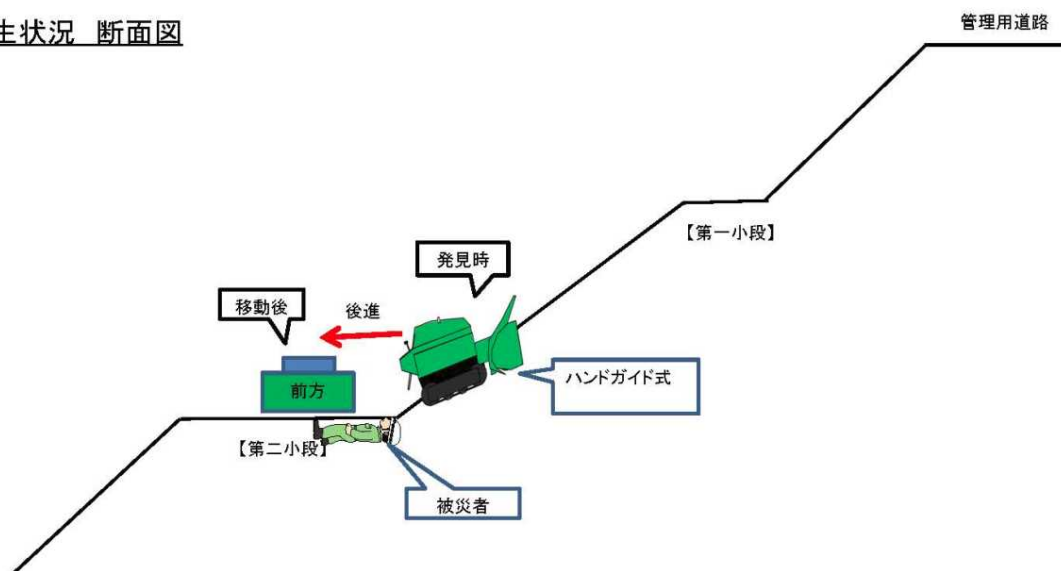 生状況 断面図
管理用道路
【第一小段】
発見時
移動後
後進
ハンドガイド式
前方
【第二小段】
被災者